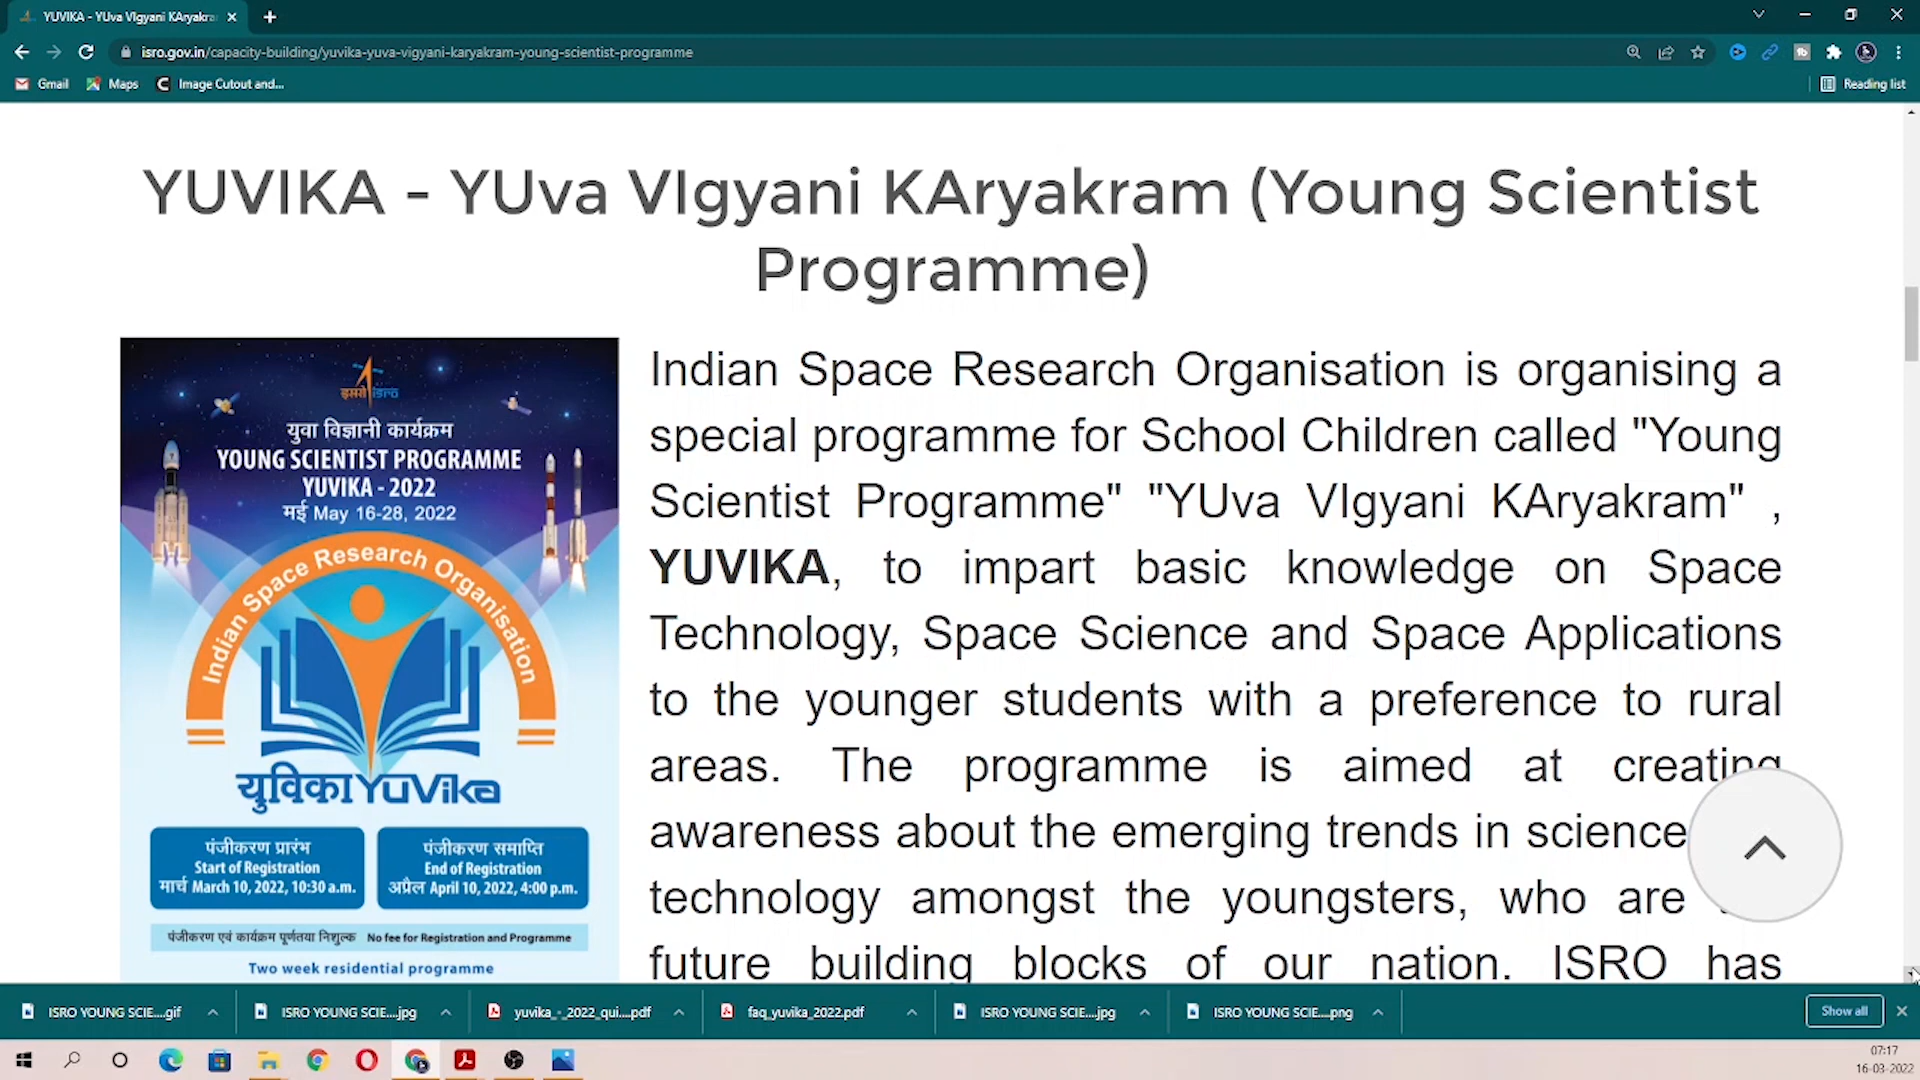 YUVIKA - YUva VIgyani KAryakra
isro.gov.in/capacity-building/yuvika-yuva-vigyani-karyakram-young-scientist-programme
Gmail
Maps
Image Cutout and...
Reading list
YUVIKA - YUva VIgyani KAryakram (Young Scientist
Programme)
इसरो isro
युवा विज्ञानी कार्यक्रम
YOUNG SCIENTIST PROGRAMME
YUVIKA - 2022
मई May 16-28, 2022
Indian Space Research Organisation
युविका YUVika
पंजीकरण प्रारंभ
Start of Registration
मार्च March 10, 2022, 10:30 a.m.
पंजीकरण समाप्ति
End of Registration
अप्रैल April 10, 2022, 4:00 p.m.
पंजीकरण एवं कार्यक्रम पूर्णतया निशुल्क No fee for Registration and Programme
Two week residential programme
Indian Space Research Organisation is organising a
special programme for School Children called "Young
Scientist Programme" "YUva VIgyani KAryakram" ,
YUVIKA, to impart basic knowledge on Space
Technology, Space Science and Space Applications
to the younger students with a preference to rural
areas. The programme is aimed at creating
awareness about the emerging trends in science
technology amongst the youngsters, who are
future building blocks of our nation. ISRO has
ISRO YOUNG SCIE....gif
ISRO YOUNG SCIE....jpg
yuvika_-_2022_qui....pdf
faq_yuvika_2022.pdf
ISRO YOUNG SCIE....jpg
ISRO YOUNG SCIE....png
Show all
07:17
16-03-2022